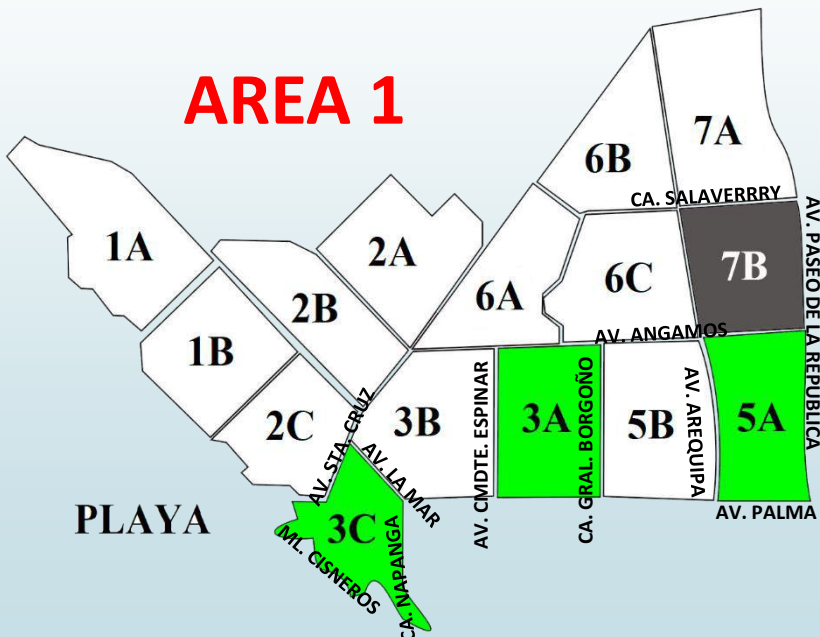 AREA 1
7A
6B
CA. SALAVERRRY
AV. PASEO DE LA REPUBLICA
1A
2A
7B
6C
6A
2B
AV. ANGAMOS
1B
2C
AV. STA. CRUZ
3B
AV. CMDTE. ESPINAR
3A
CA. GRAL. BORGOÑO
5B
AV. AREQUIPA
5A
AV. LA MAR
AV. PALMA
PLAYA
3C
ML. CISNEROS
CA. ÑAPANGA